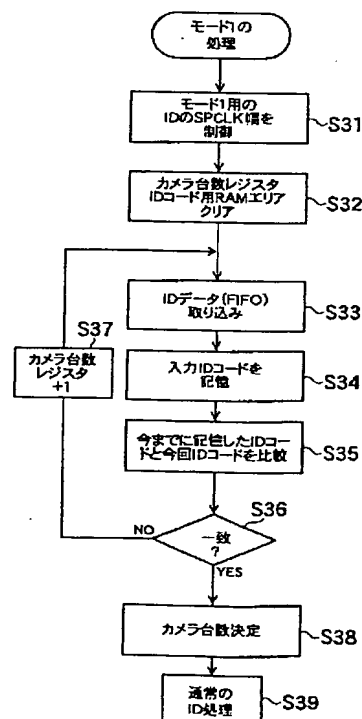 モード1の
処理
モード1用の
IDのSPCLK幅を
制御
S31
カメラ台数レジスタ
IDコード用RAMエリア
クリア
S32
IDデータ(FIFO)
取り込み
S33
S37
カメラ台数
レジスタ
+1
入力IDコードを
記憶
S34
今までに記憶したIDコー
ドと今回IDコードを比較
S35
S36
NO
一致
?
YES
カメラ台数決定
S38
通常の
ID処理
S39